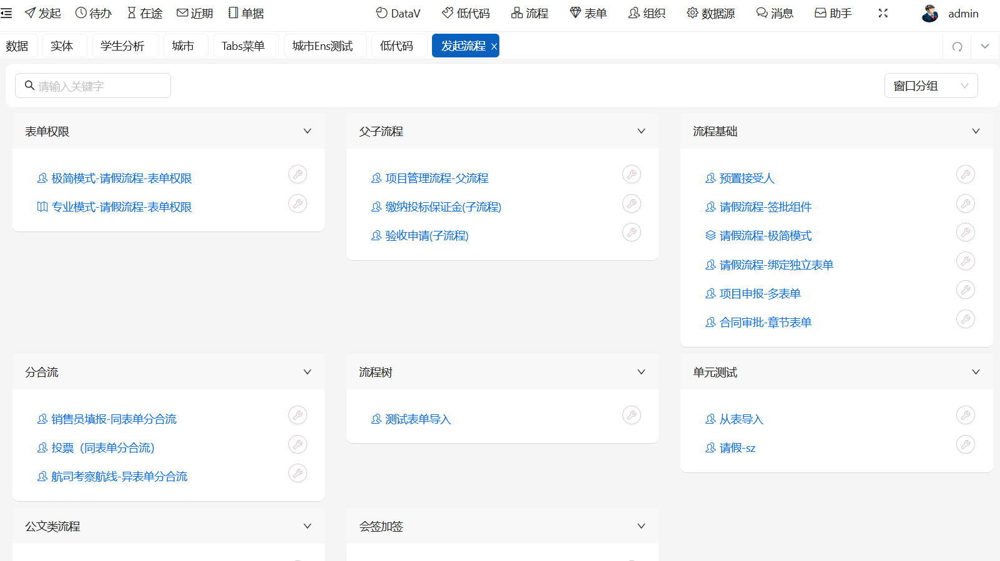 发起 待办 在途 近期 单据 DataV 低代码 流程 表单 组织 数据源 消息 助手 admin
数据 实体 学生分析 城市 Tabs菜单 城市Ens测试 低代码 发起流程
请输入关键字 窗口分组
表单权限
极简模式-请假流程-表单权限
专业模式-请假流程-表单权限
父子流程
项目管理流程-父流程
缴纳投标保证金(子流程)
验收申请(子流程)
流程基础
预置接受人
请假流程-签批组件
请假流程-极简模式
请假流程-绑定独立表单
项目申报-多表单
合同审批-章节表单
分合流
销售员填报-同表单分合流
投票（同表单分合流）
航司考察航线-异表单分合流
流程树
测试表单导入
单元测试
从表导入
请假-sz
公文类流程
会签加签